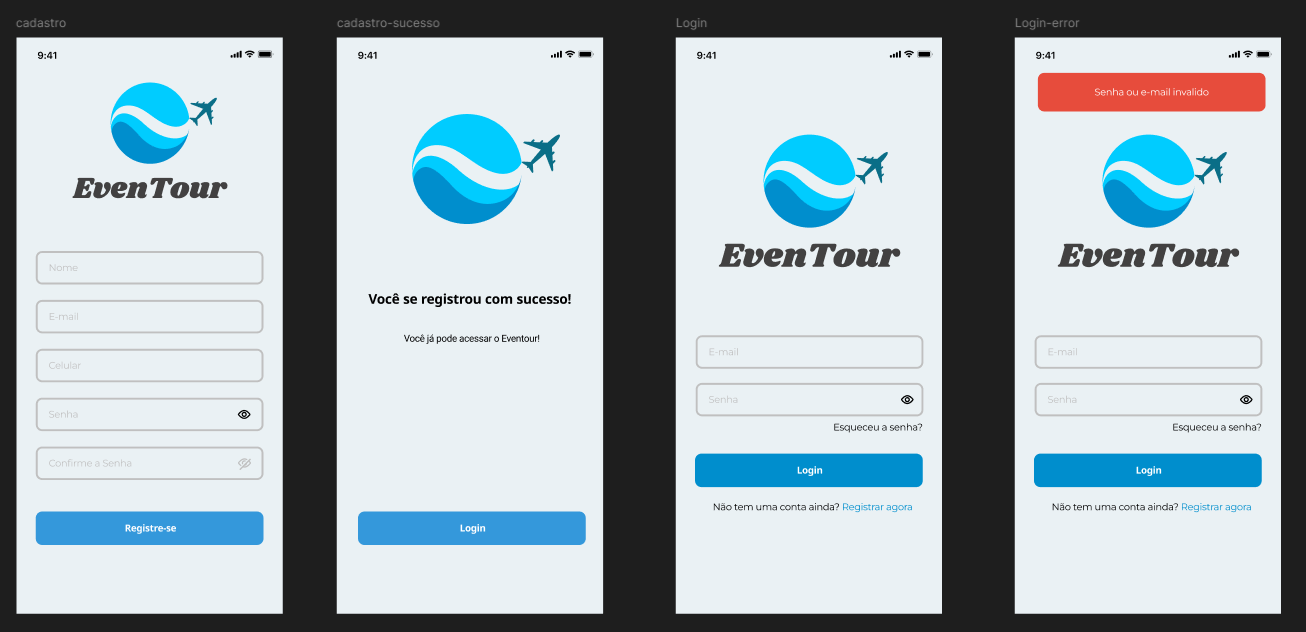 cadastro
9:41
EvenTour
Nome
E-mail
Celular
Senha
Confirme a Senha
Registre-se
cadastro-sucesso
9:41
Você se registrou com sucesso!
Você já pode acessar o Eventour!
Login
Login
9:41
EvenTour
E-mail
Senha
Esqueceu a senha?
Login
Não tem uma conta ainda? Registrar agora
Login-error
9:41
Senha ou e-mail invalido
EvenTour
E-mail
Senha
Esqueceu a senha?
Login
Não tem uma conta ainda? Registrar agora